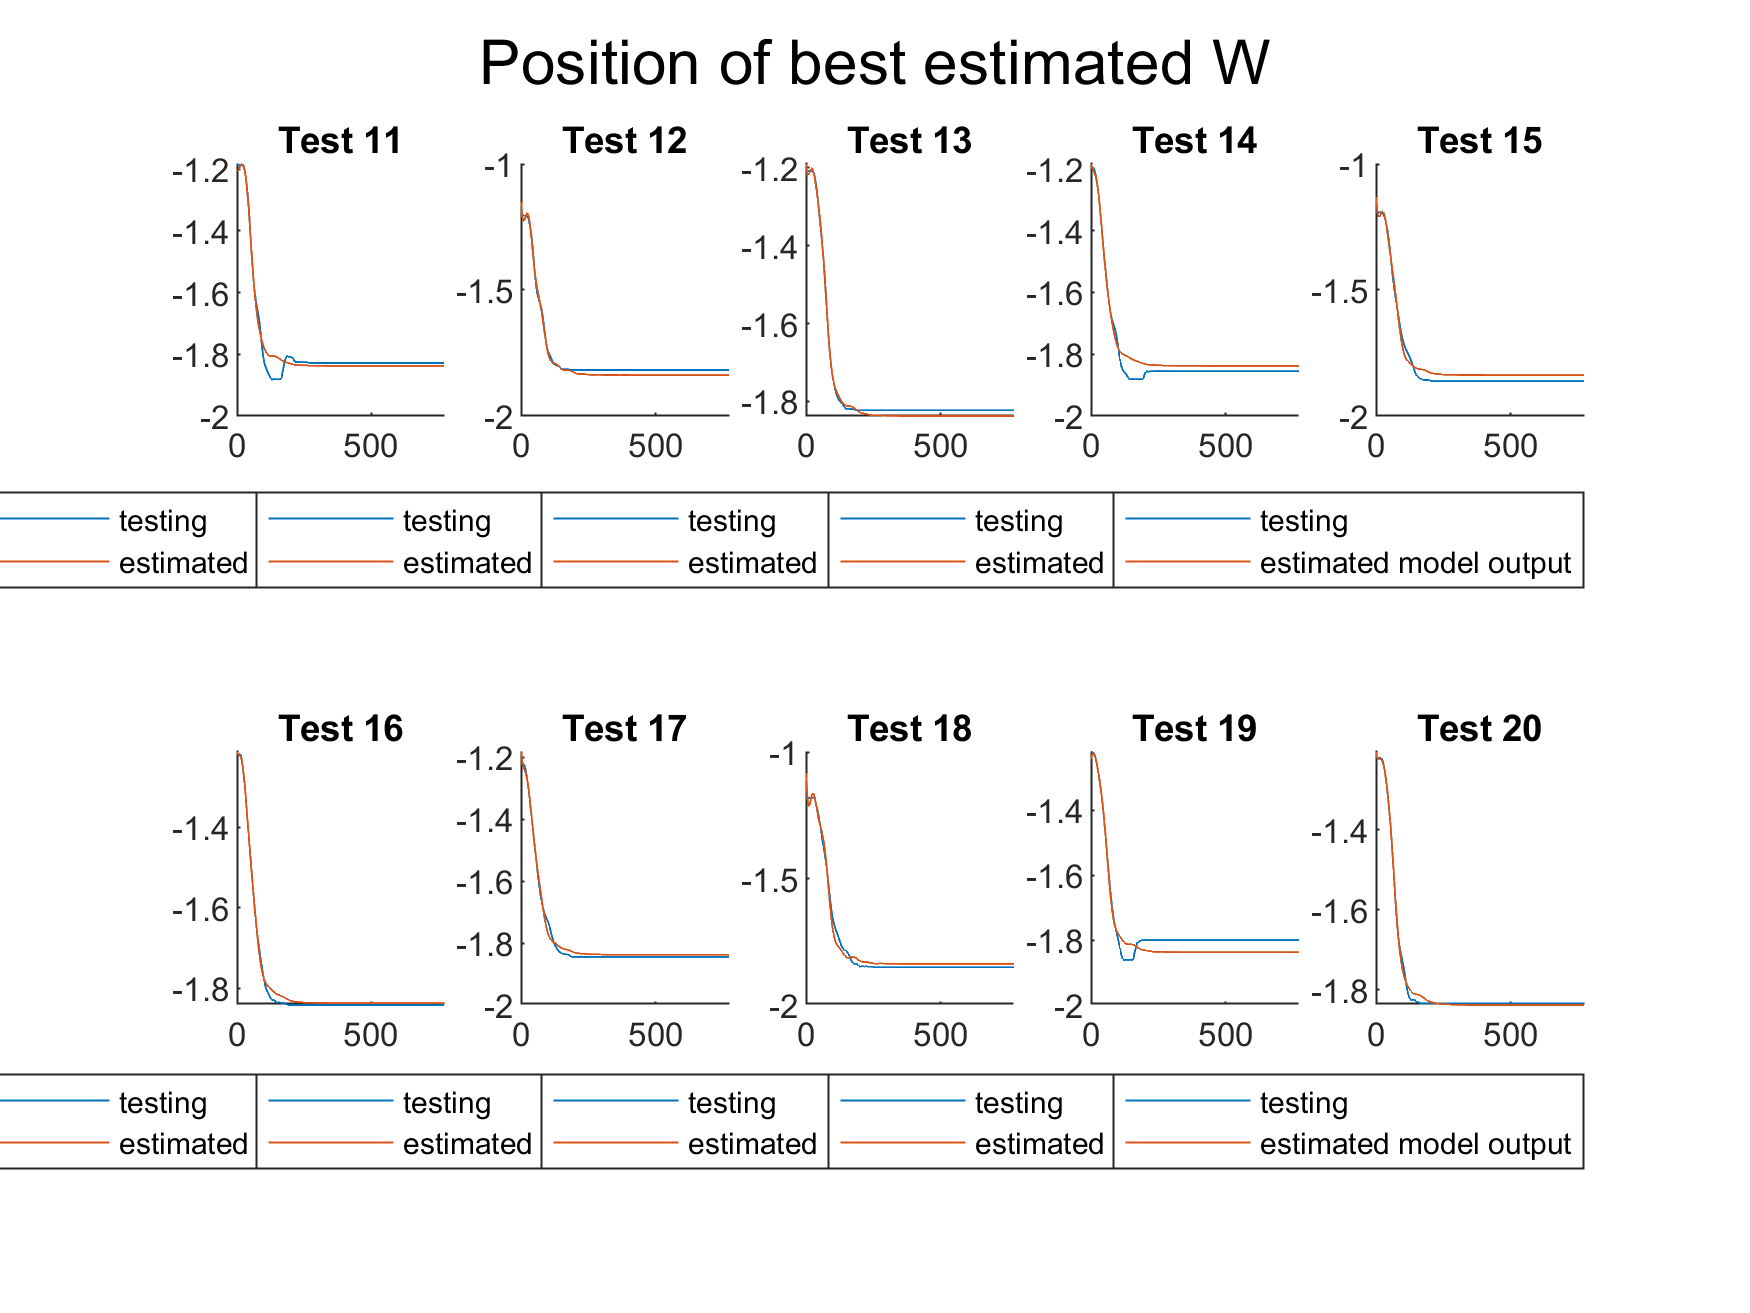 Position of best estimated W
Test 11 Test 12 Test 13 Test 14 Test 15
-1.2 -1.4 -1.6 -1.8 -2 0 500
-1 -1.5 -2 0 500
-1.2 -1.4 -1.6 -1.8 0 500
-1.2 -1.4 -1.6 -1.8 -2 0 500
-1 -1.5 -2 0 500
testing testing testing testing testing
estimated estimated estimated estimated estimated model output
Test 16 Test 17 Test 18 Test 19 Test 20
-1.4 -1.6 -1.8 0 500
-1.2 -1.4 -1.6 -1.8 -2 0 500
-1 -1.5 -2 0 500
-1.4 -1.6 -1.8 -2 0 500
-1.4 -1.6 -1.8 0 500
testing testing testing testing testing
estimated estimated estimated estimated estimated model output